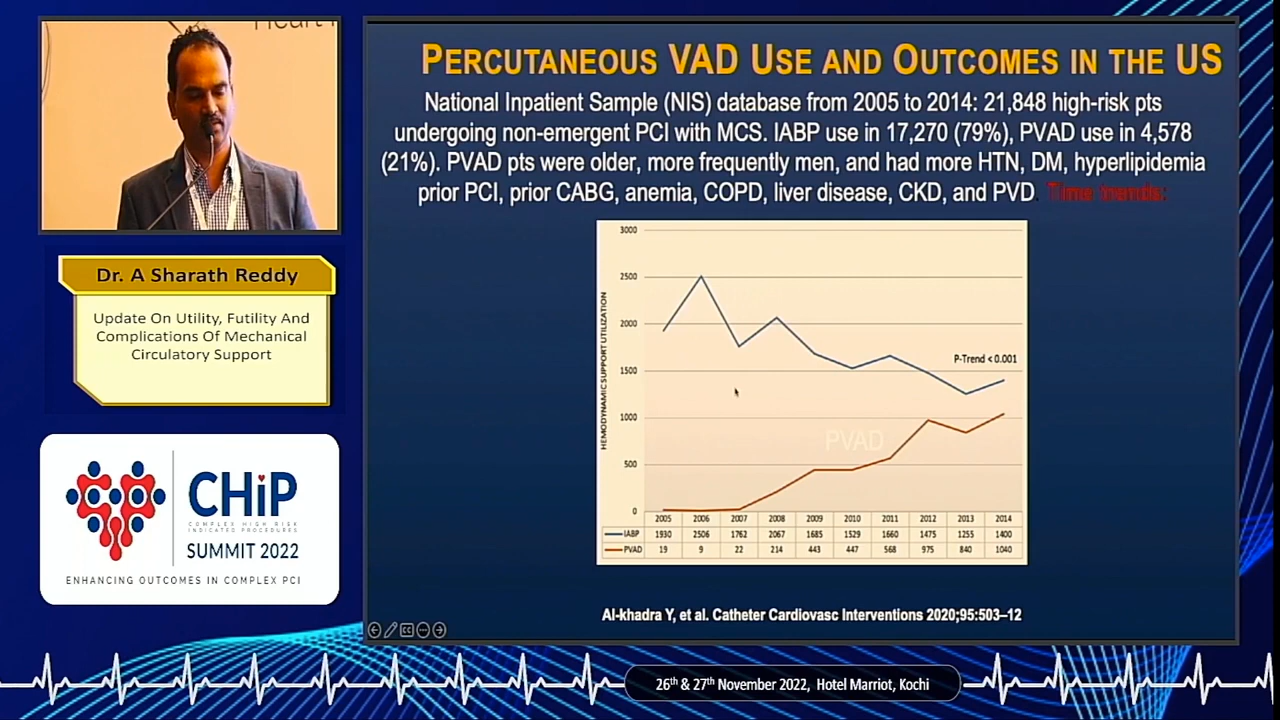 Heart
PERCUTANEOUS VAD USE AND OUTCOMES IN THE US
National Inpatient Sample (NIS) database from 2005 to 2014: 21,848 high-risk pts
undergoing non-emergent PCI with MCS. IABP use in 17,270 (79%), PVAD use in 4,578
(21%). PVAD pts were older, more frequently men, and had more HTN, DM, hyperlipidemia
prior PCI, prior CABG, anemia, COPD, liver disease, CKD, and PVD. Time trends:
HEMODYNAMIC SUPPORT UTILIZATION
3000
2500
2000
1500
1000
500
0
P-Trend < 0.001
PVAD
2005 2006 2007 2008 2009 2010 2011 2012 2013 2014
IABP 1930 2506 1762 2067 1685 1529 1660 1475 1255 1400
PVAD 19 9 22 214 443 447 568 975 840 1040
Al-khadra Y, et al. Catheter Cardiovasc Interventions 2020;95:503–12
Dr. A Sharath Reddy
Update On Utility, Futility And
Complications Of Mechanical
Circulatory Support
CHiP
COMPLEX HIGH RISK
INDICATED PROCEDURES
SUMMIT 2022
ENHANCING OUTCOMES IN COMPLEX PCI
26th & 27th November 2022, Hotel Marriot, Kochi